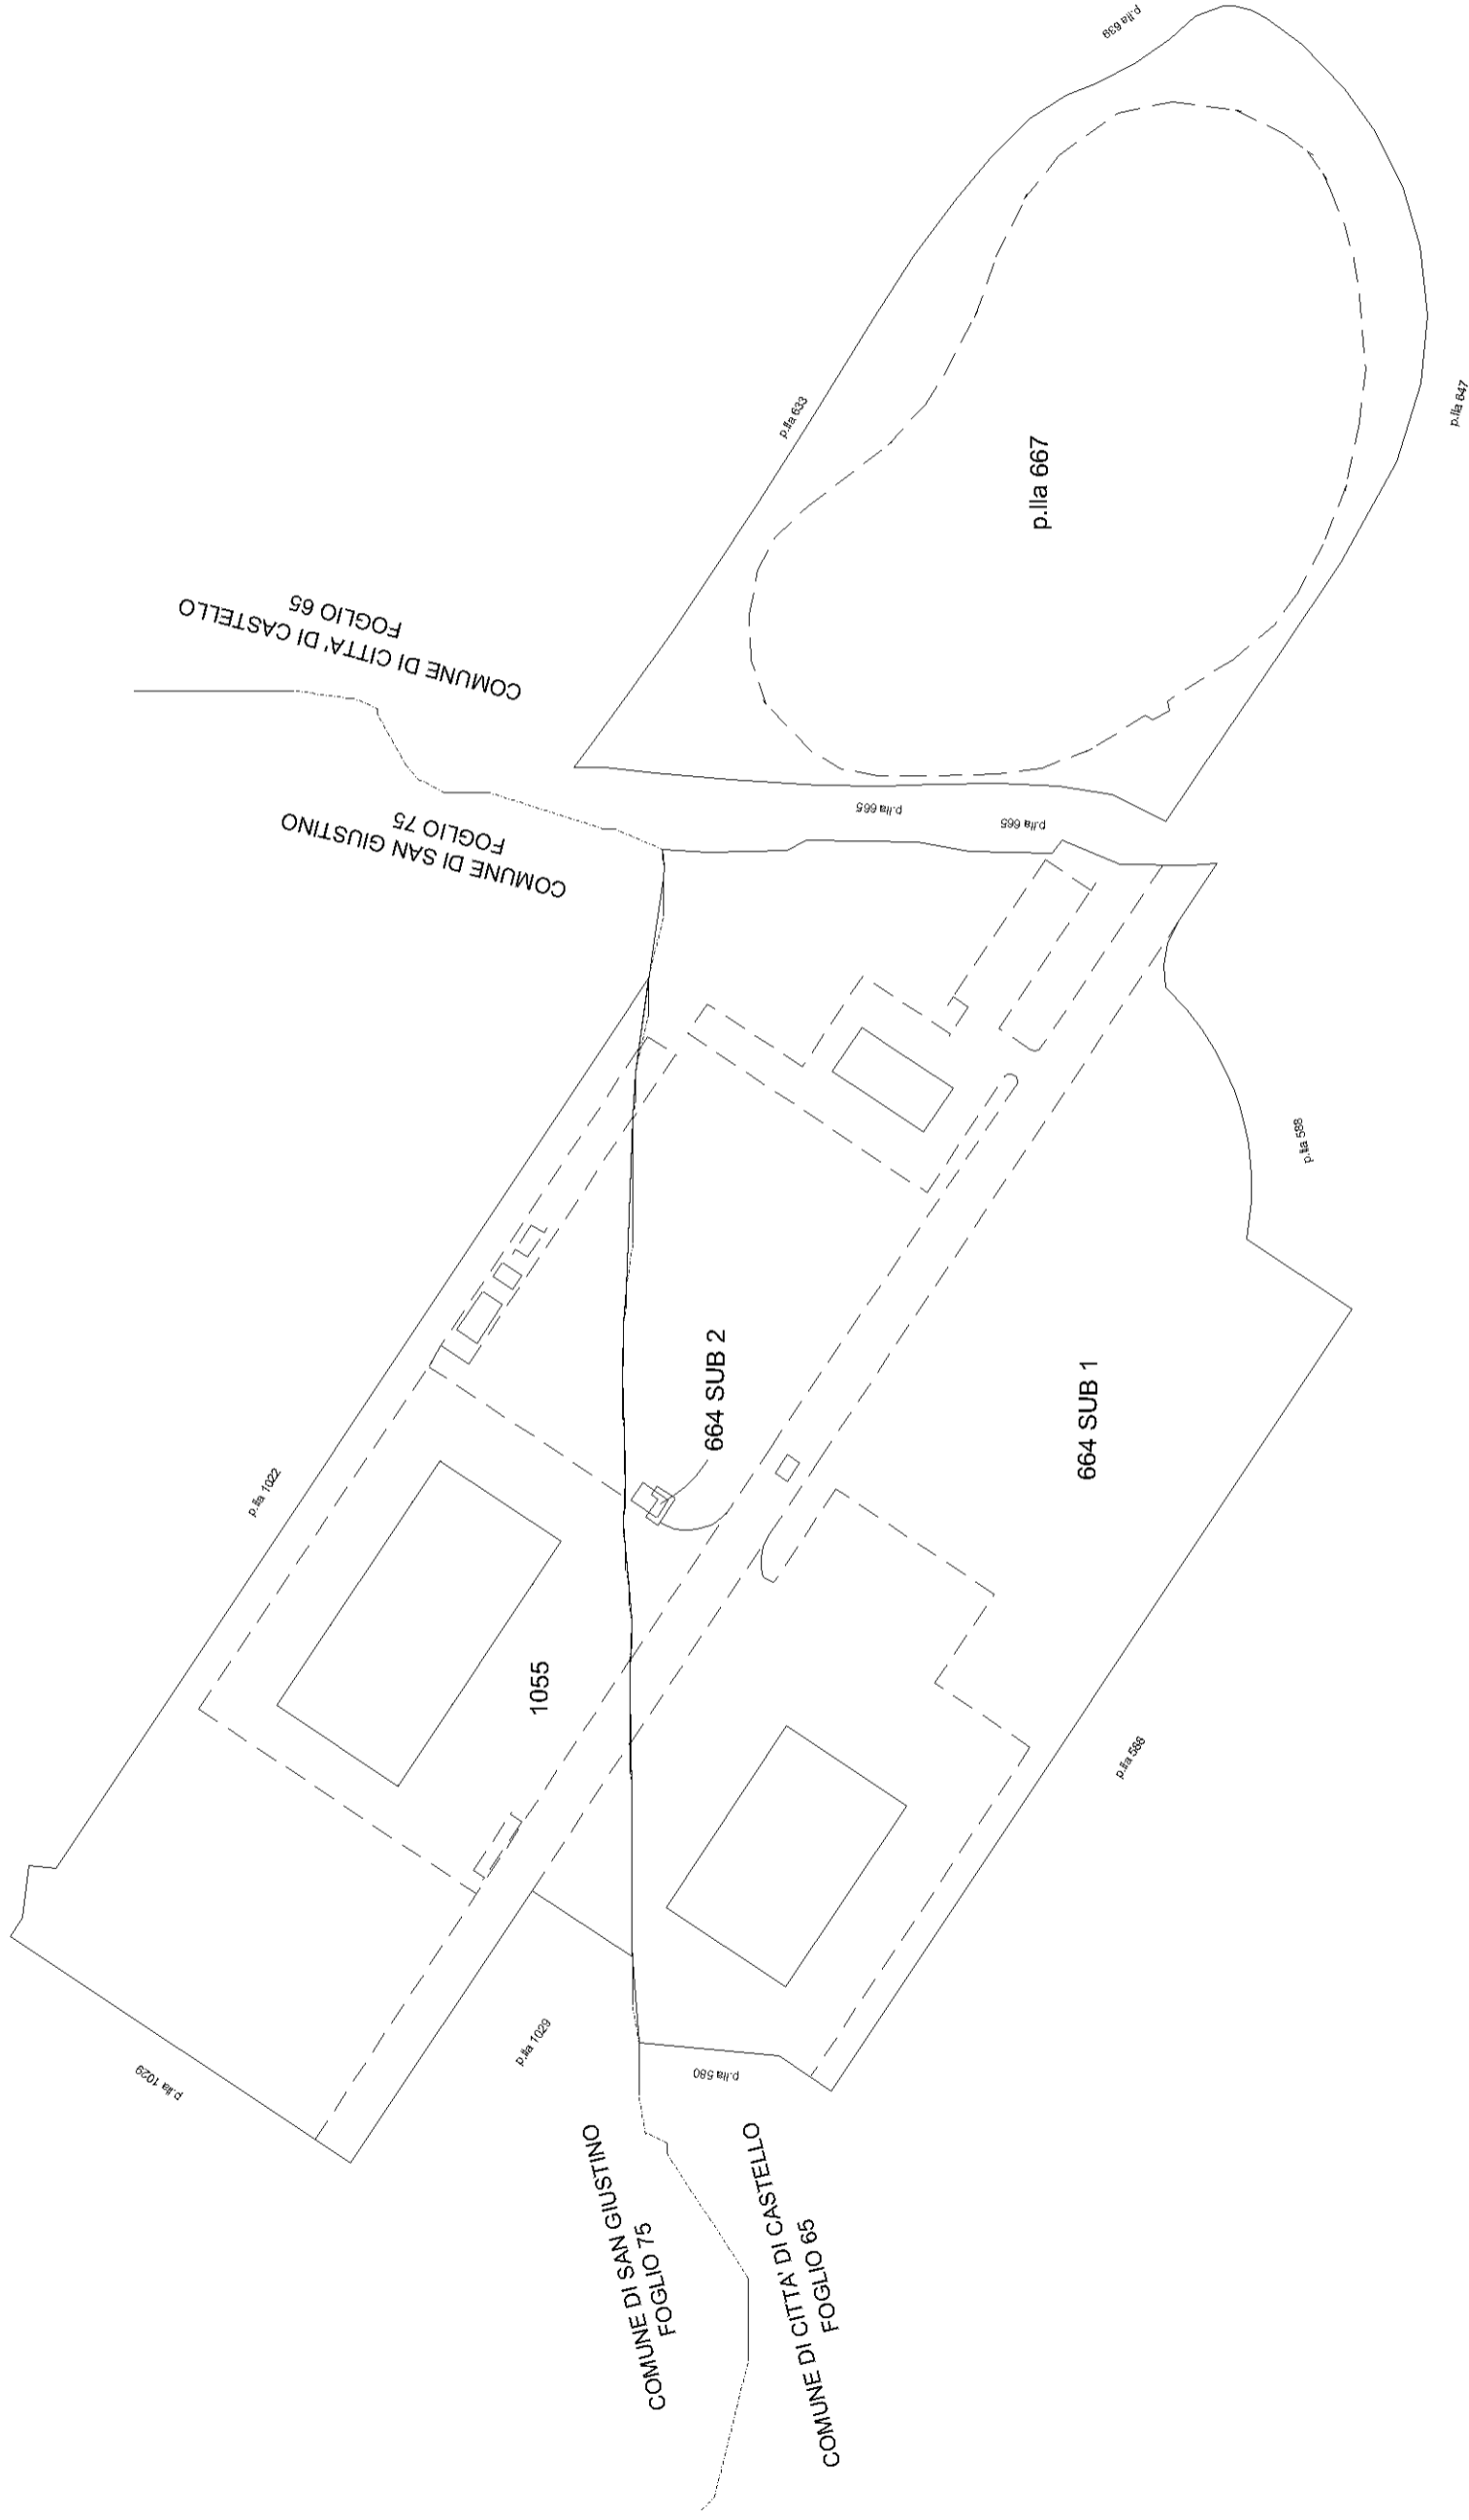 p.lla 639
p.lla 633
p.lla 667
p.lla 647
COMUNE DI CITTA' DI CASTELLO
FOGLIO 65
COMUNE DI SAN GIUSTINO
FOGLIO 75
p.lla 665
p.lla 665
p.lla 588
664 SUB 2
664 SUB 1
p.lla 1022
1055
p.lla 588
p.lla 1029
p.lla 1029
p.lla 580
COMUNE DI SAN GIUSTINO
FOGLIO 75
COMUNE DI CITTA' DI CASTELLO
FOGLIO 65